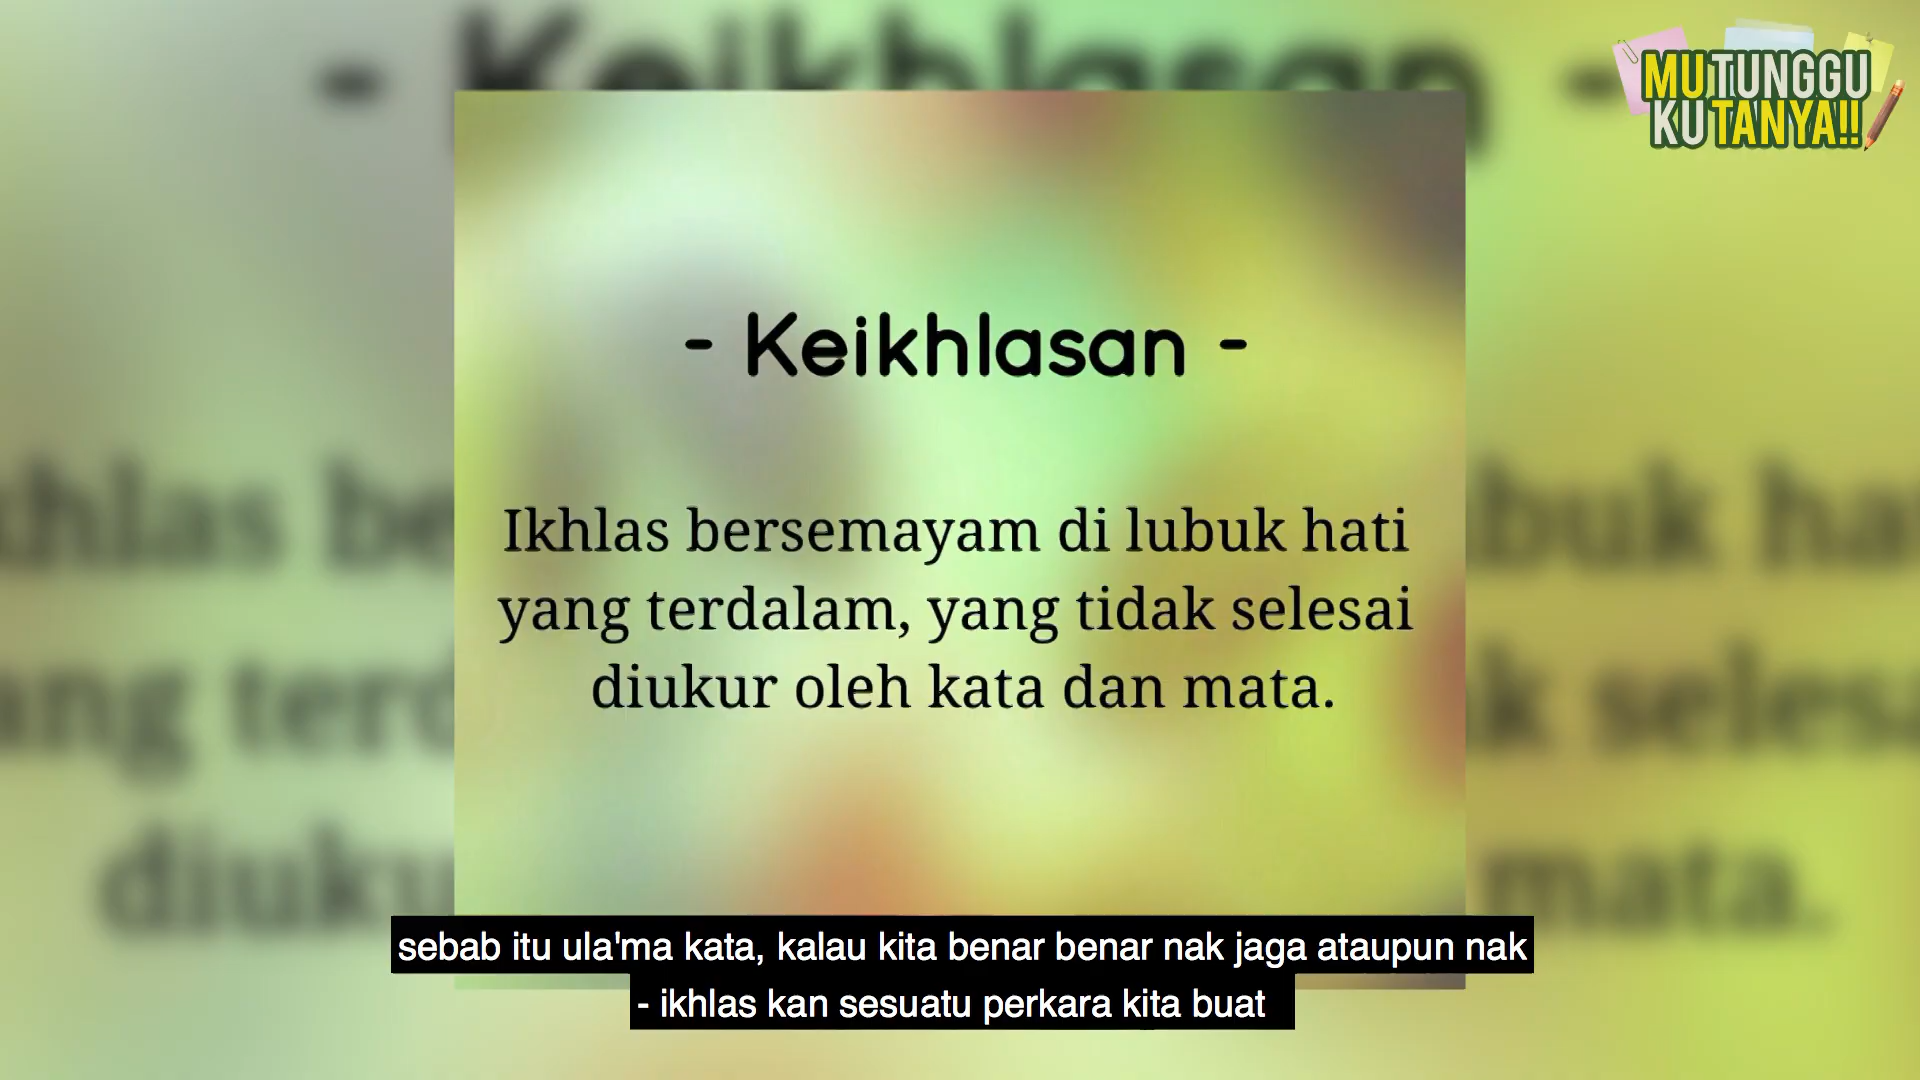 MU TUNGGU
KU TANYA!!
- Keikhlasan -
Ikhlas bersemayam di lubuk hati
yang terdalam, yang tidak selesai
diukur oleh kata dan mata.
sebab itu ula'ma kata, kalau kita benar benar nak jaga ataupun nak
- ikhlas kan sesuatu perkara kita buat